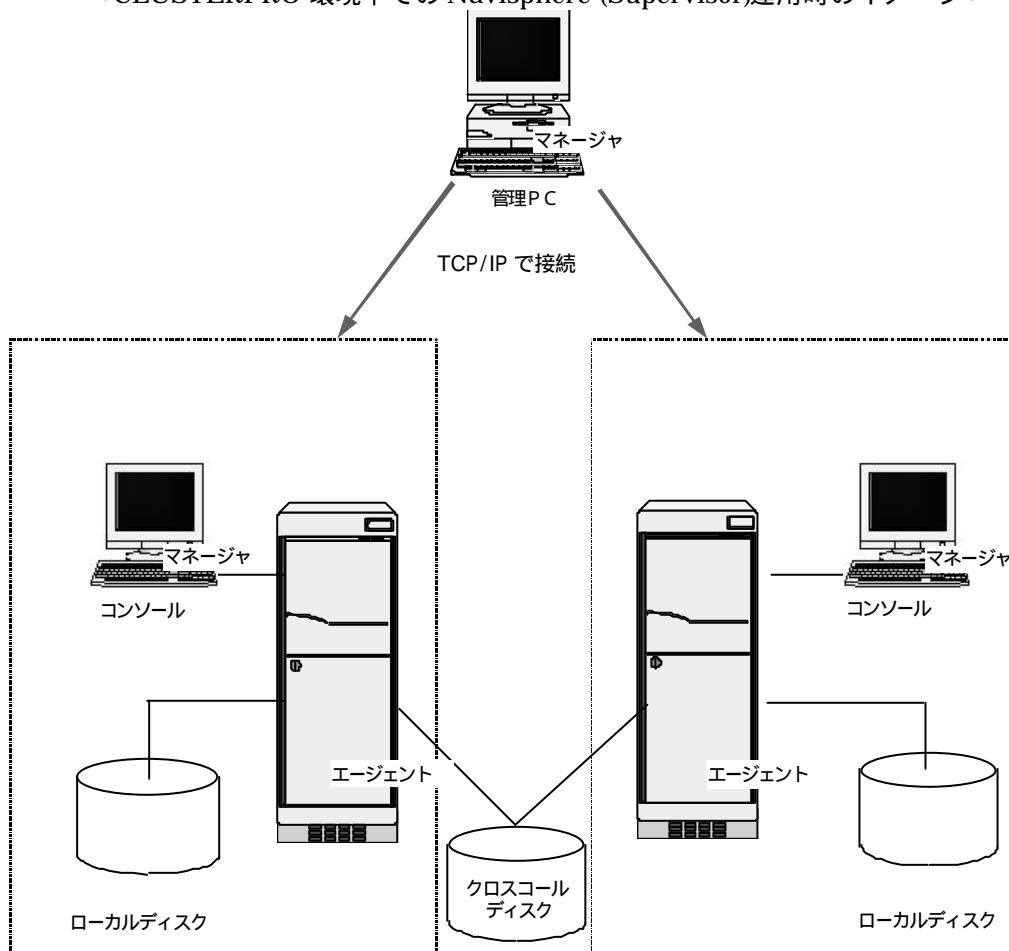 CLUSTERPRO 環境下での Navisphere (Supervisor)運用時のイメージ
マネージャ
管理PC
TCP/IP で接続
マネージャ
コンソール
マネージャ
コンソール
エージェント
エージェント
クロスコール
ディスク
ローカルディスク
ローカルディスク